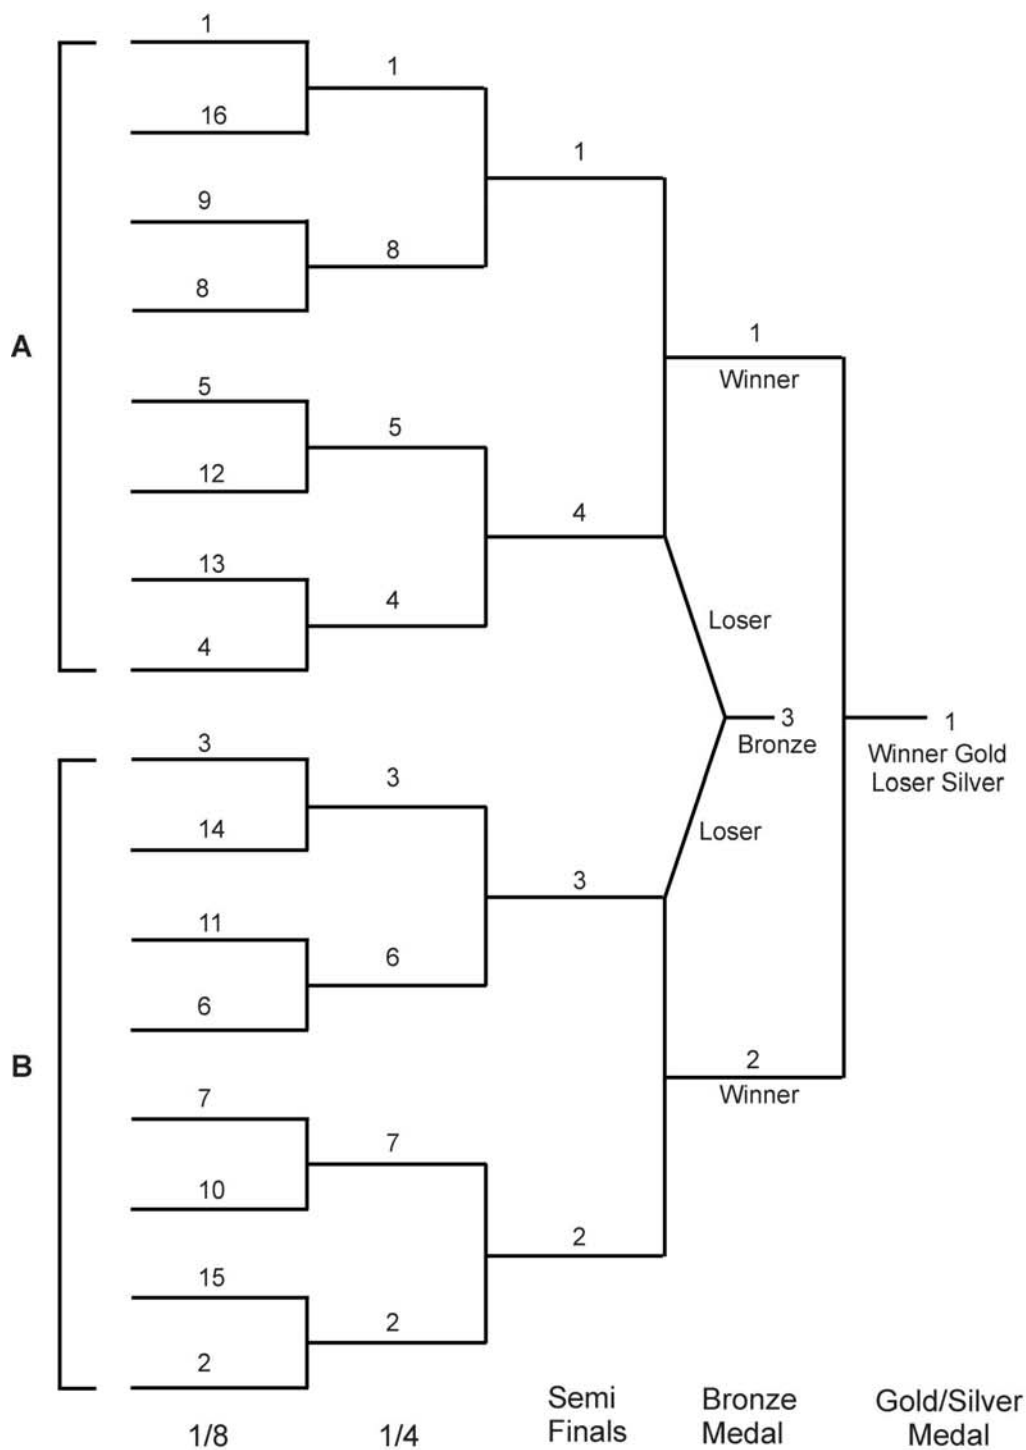 1
1
16
1
9
8
8
A
1
Winner
5
5
12
4
13
4
4
Loser
3
Bronze
1
Winner Gold
Loser Silver
3
3
14
Loser
3
11
6
6
B
2
Winner
7
7
10
2
15
2
2
1/8
1/4
Semi
Finals
Bronze
Medal
Gold/Silver
Medal